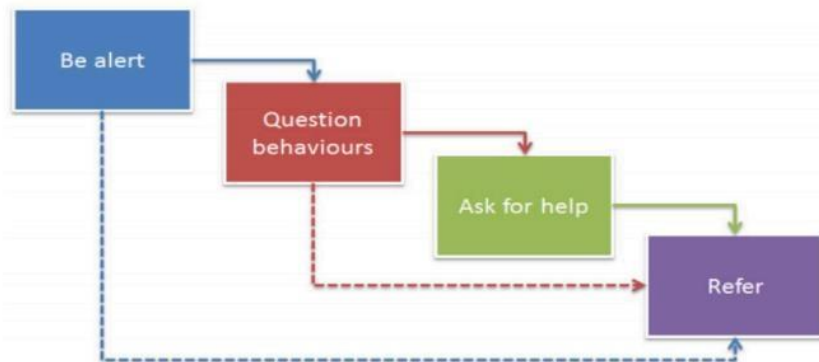 Be alert
Question
behaviours
Ask for help
Refer